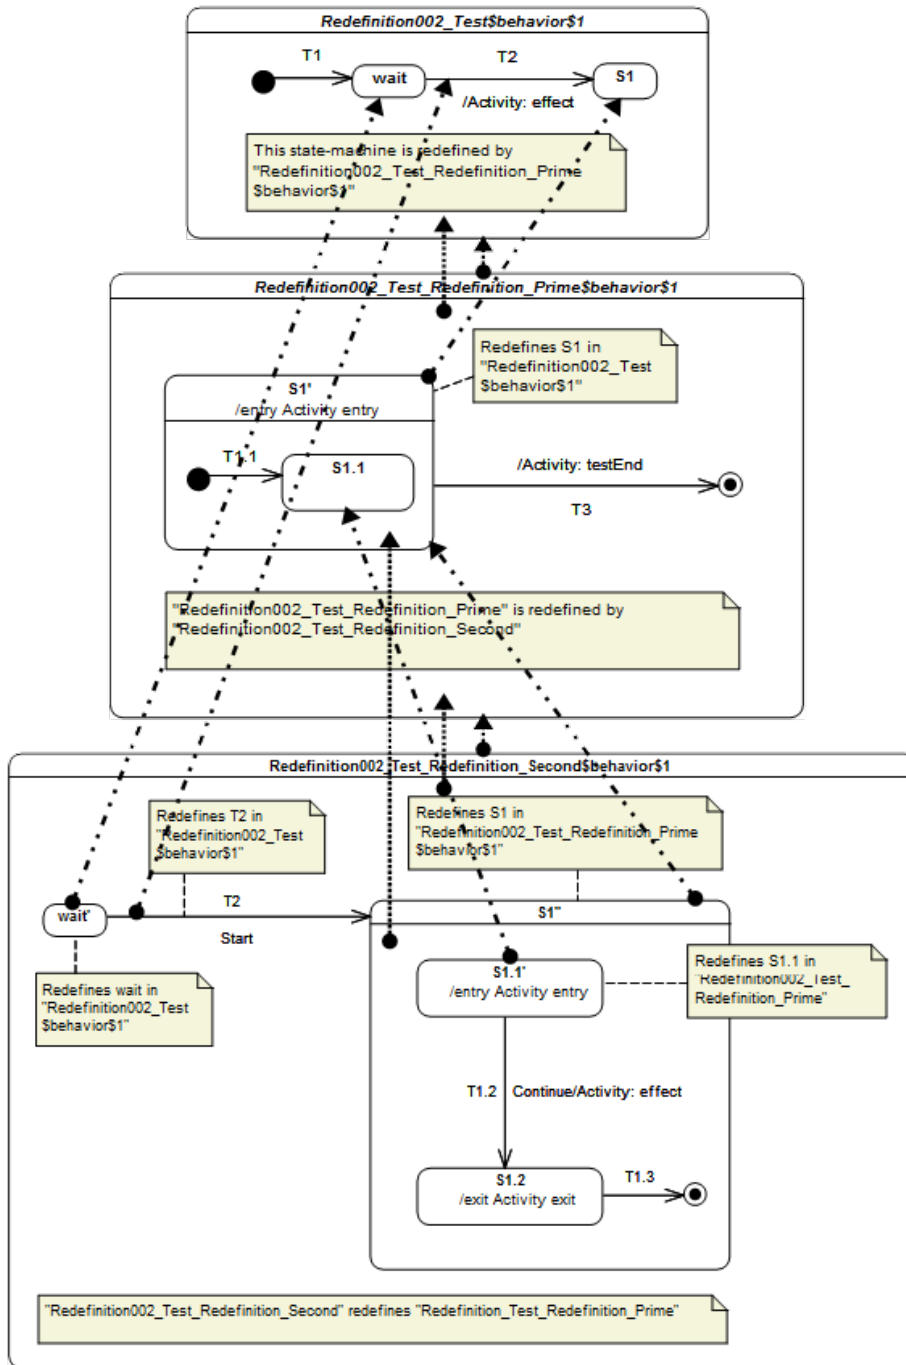 Redefinition002_Test$behavior$1
T1
T2
wait
S1
/Activity: effect
This state-machine is redefined by
"Redefinition002_Test_Redefinition_Prime
$behavior$1"
Redefinition002_Test_Redefinition_Prime$behavior$1
Redefines S1 in
"Redefinition002_Test
$behavior$1"
S1'
/entry Activity entry
T1.1
S1.1
/Activity: testEnd
T3
"Redefinition002_Test_Redefinition_Prime" is redefined by
"Redefinition002_Test_Redefinition_Second"
Redefinition002_Test_Redefinition_Second$behavior$1
Redefines T2 in
"Redefinition002_Test
$behavior$1"
Redefines S1 in
"Redefinition002_Test_Redefinition_Prime
$behavior$1"
wait'
T2
Start
S1''
Redefines wait in
"Redefinition002_Test
$behavior$1"
S1.1'
/entry Activity entry
Redefines S1.1 in
"Redefinition002_Test_
Redefinition_Prime"
T1.2
Continue/Activity: effect
S1.2
/exit Activity exit
T1.3
"Redefinition002_Test_Redefinition_Second" redefines "Redefinition_Test_Redefinition_Prime"